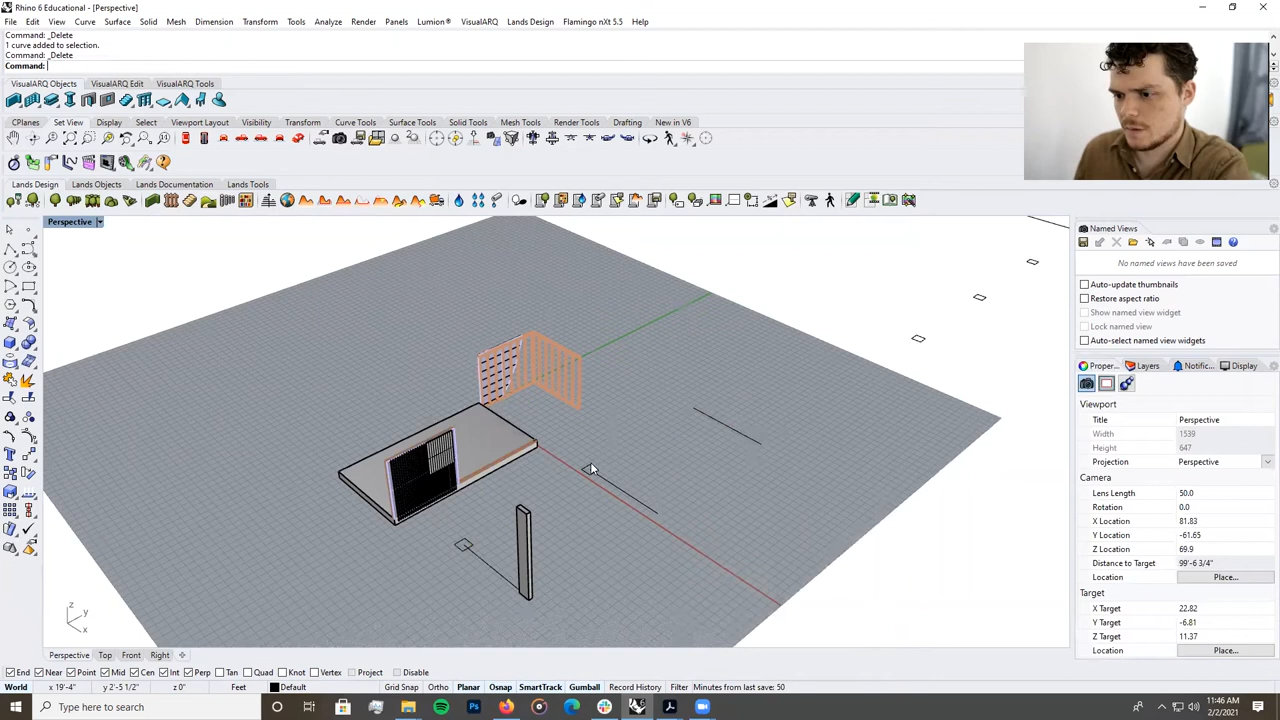 Rhino 6 Educational - [Perspective]
File Edit View Curve Surface Solid Mesh Dimension Transform Tools Analyze Render Panels Lumion® VisualARQ Lands Design Flamingo nXt 5.5 Help
Command: _Delete
1 curve added to selection.
Command: _Delete
Command:
VisualARQ Objects VisualARQ Edit VisualARQ Tools
CPlanes Set View Display Select Viewport Layout Visibility Transform Curve Tools Surface Tools Solid Tools Mesh Tools Render Tools Drafting New in V6
Lands Design Lands Objects Lands Documentation Lands Tools
Perspective
Named Views
No named views have been saved
Auto-update thumbnails
Restore aspect ratio
Show named view widget
Lock named view
Auto-select named view widgets
Proper... Layers Notific... Display
Viewport
Title Perspective
Width 1539
Height 647
Projection Perspective
Camera
Lens Length 50.0
Rotation 0.0
X Location 81.83
Y Location -61.65
Z Location 69.9
Distance to Target 99'-6 3/4"
Location Place...
Target
X Target 22.82
Y Target -6.81
Z Target 11.37
Location Place...
z
y
x
Perspective Top Front Right
End Near Point Mid Cen Int Perp Tan Quad Knot Vertex Project Disable
World x 19'-4" y 2'-5 1/2" z 0" Feet Default Grid Snap Ortho Planar Osnap SmartTrack Gumball Record History Filter Minutes from last save: 50
Type here to search
11:46 AM
2/2/2021